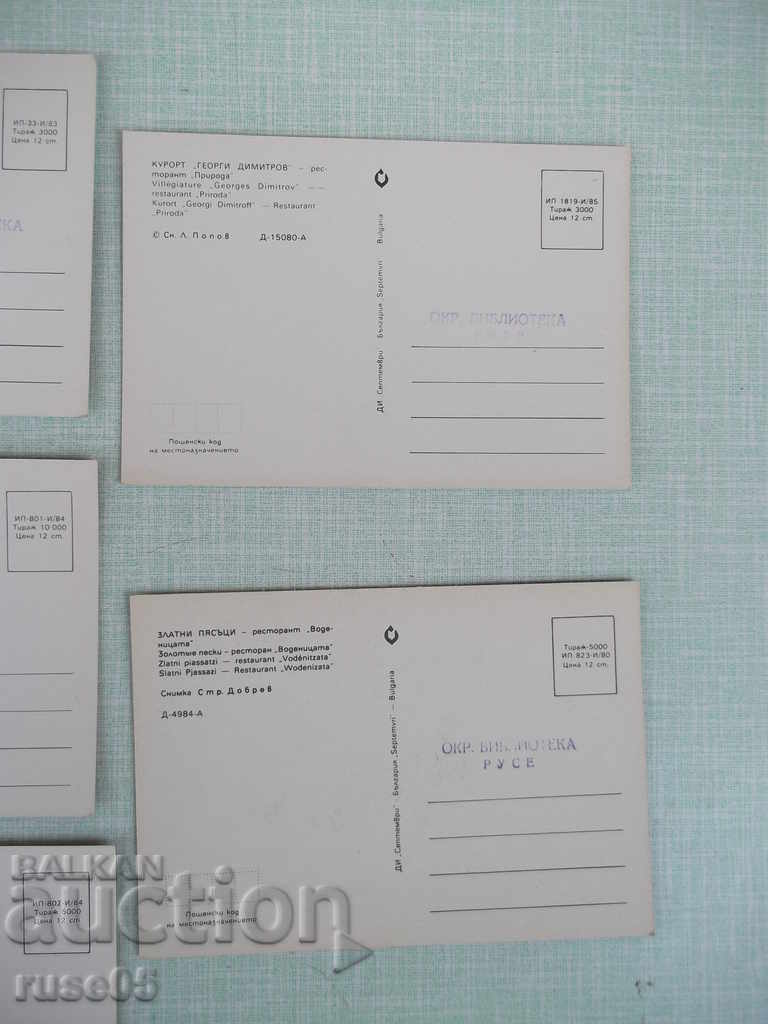 ИП-33-И/83
Тираж 3000
Цена 12 ст.
КУРОРТ „ГЕОРГИ ДИМИТРОВ" – рес-
торант „Природа"
Villégiature „Georges Dimitrov" — —
restaurant „Priroda"
Kurort „Georgi Dimitroff" — Restaurant
"Priroda"
© Сн. Л. Попов Д-15080-А
ДИ „Септември" България „Septemvri" Bulgaria
ИП 1819-И/85
Тираж 3000
Цена 12 ст.
ОКР. БИБЛИОТЕКА
РУСЕ
Пощенски код
на местоназначението
ИП-801-И/84
Тираж 10 000
Цена 12 ст.
ЗЛАТНИ ПЯСЪЦИ – ресторант „Воде-
ницата"
Золотые пески – ресторан „Воденицата"
Zlatni piassatzi — restaurant „Vodénitzata"
Slatni Pjassazi — Restaurant „Wodenizata"
Снимка Стр. Добрев
Д-4984-А
ДИ „Септември" - България „Septemvri" — Bulgaria
Тираж-5000
ИП. 823-И/80
Цена 12 ст.
ОКР. БИБЛИОТЕКА
РУСЕ
Пощенски код
на местоназначението
ИП-802-И/84
Тираж 5000
Цена 12 ст.
BALKAN
auction
ruse05